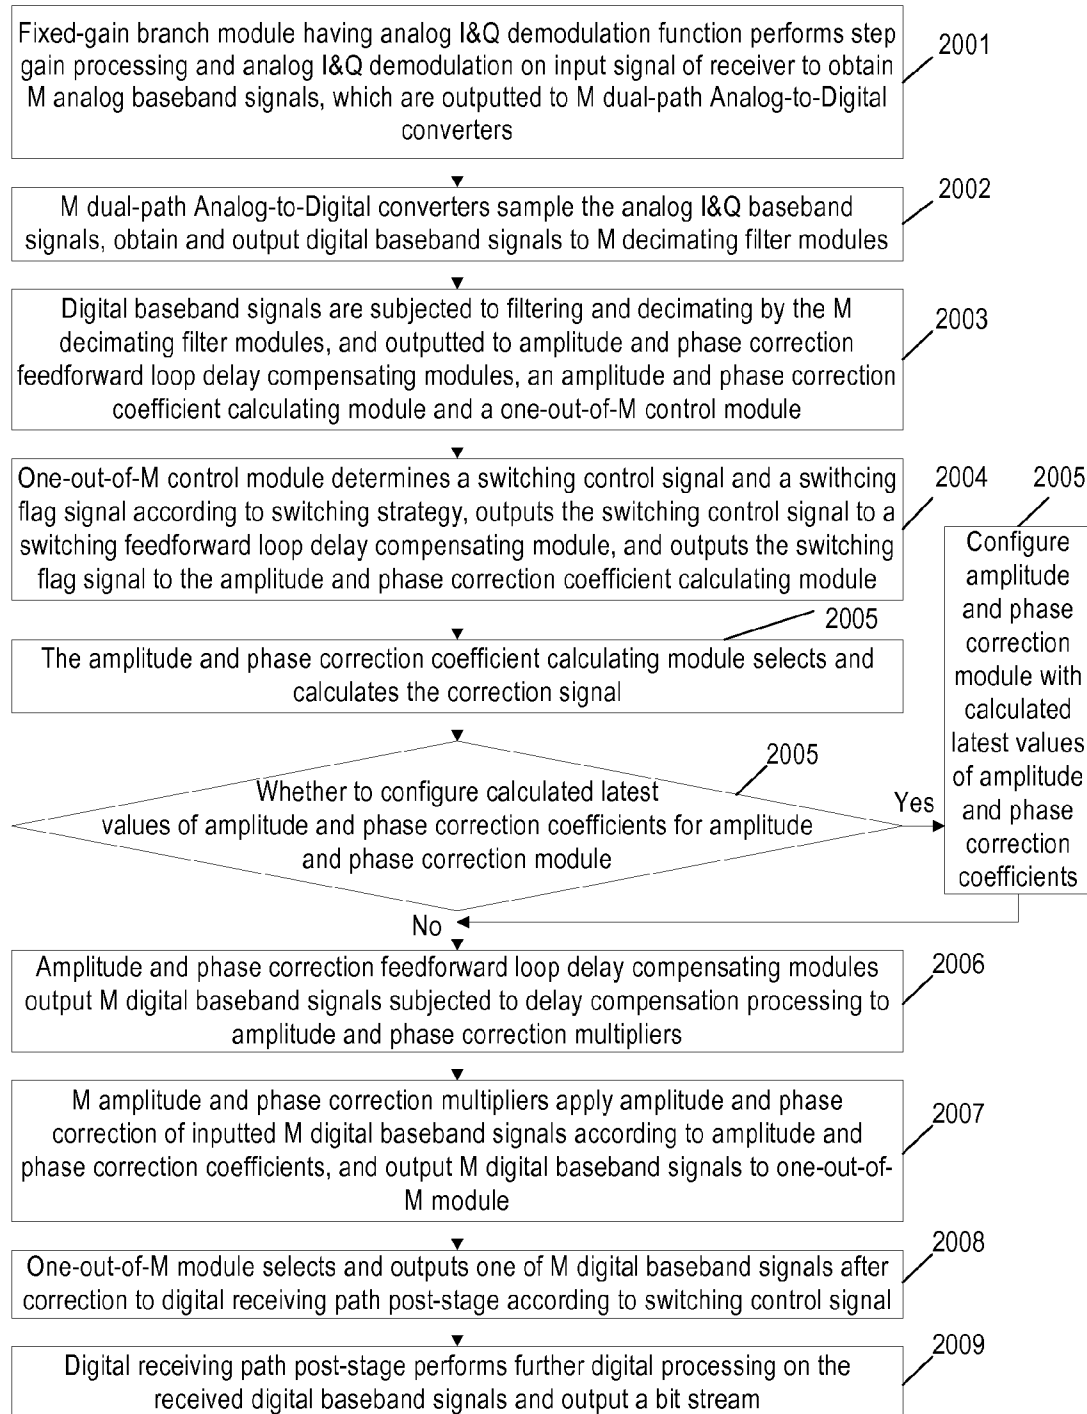 Fixed-gain branch module having analog I&Q demodulation function performs step
gain processing and analog I&Q demodulation on input signal of receiver to obtain
M analog baseband signals, which are outputted to M dual-path Analog-to-Digital
converters
2001
M dual-path Analog-to-Digital converters sample the analog I&Q baseband
signals, obtain and output digital baseband signals to M decimating filter modules
2002
Digital baseband signals are subjected to filtering and decimating by the M
decimating filter modules, and outputted to amplitude and phase correction
feedforward loop delay compensating modules, an amplitude and phase correction
coefficient calculating module and a one-out-of-M control module
2003
One-out-of-M control module determines a switching control signal and a swithcing
flag signal according to switching strategy, outputs the switching control signal to a
switching feedforward loop delay compensating module, and outputs the switching
flag signal to the amplitude and phase correction coefficient calculating module
2004
The amplitude and phase correction coefficient calculating module selects and
calculates the correction signal
2005
Whether to configure calculated latest
values of amplitude and phase correction coefficients for amplitude
and phase correction module
2005
Yes
2005
Configure
amplitude
and phase
correction
module with
calculated
latest values
of amplitude
and phase
correction
coefficients
No
Amplitude and phase correction feedforward loop delay compensating modules
output M digital baseband signals subjected to delay compensation processing to
amplitude and phase correction multipliers
2006
M amplitude and phase correction multipliers apply amplitude and phase
correction of inputted M digital baseband signals according to amplitude and
phase correction coefficients, and output M digital baseband signals to one-out-of-
M module
2007
One-out-of-M module selects and outputs one of M digital baseband signals after
correction to digital receiving path post-stage according to switching control signal
2008
Digital receiving path post-stage performs further digital processing on the
received digital baseband signals and output a bit stream
2009